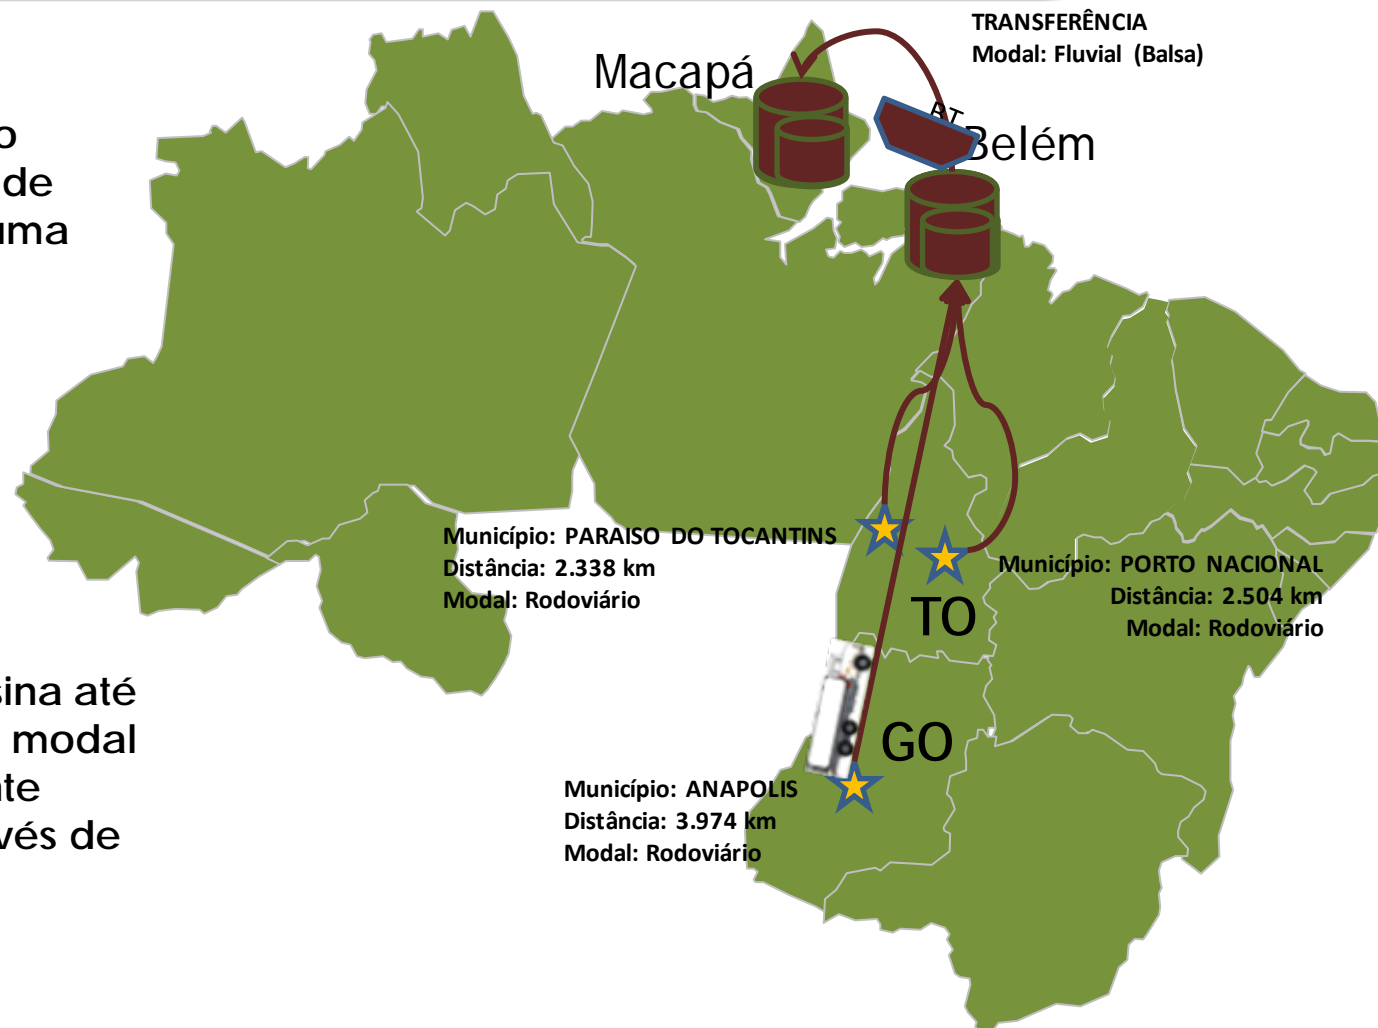 TRANSFERÊNCIA
Modal: Fluvial (Balsa)
Macapá
BT
Belém
o
de
uma
Município: PARAISO DO TOCANTINS
Distância: 2.338 km
Modal: Rodoviário
Município: PORTO NACIONAL
Distância: 2.504 km
Modal: Rodoviário
TO
sina até
modal
GO
te
vés de
Município: ANAPOLIS
Distância: 3.974 km
Modal: Rodoviário